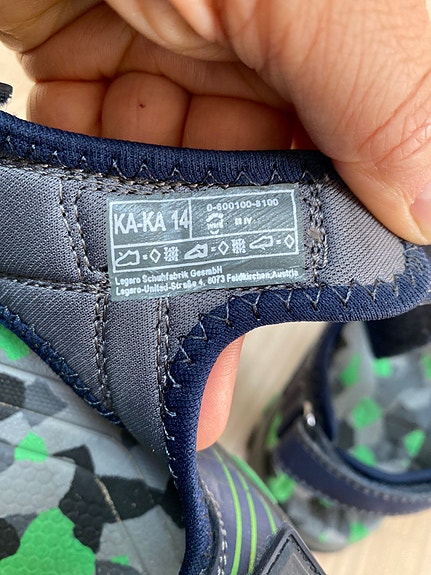 KA-KA 14
0-600100-8100
Legero Schuhfabrik GesmbH
Legero-United-Straße 4, 8073 Feldkirchen,Austria